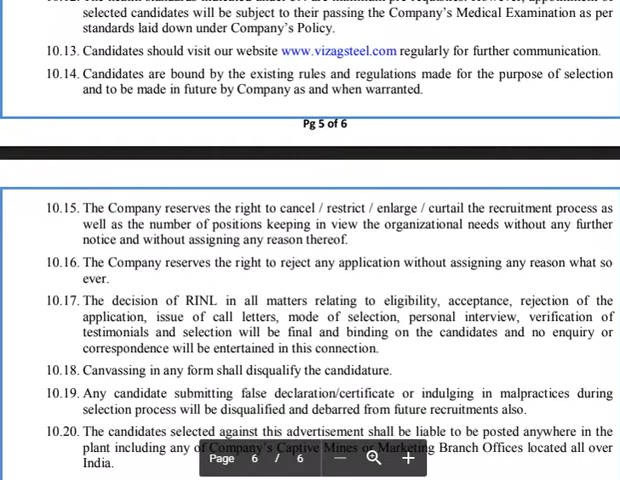 selected candidates will be subject to their passing the Company's Medical Examination as per
standards laid down under Company's Policy.
10.13. Candidates should visit our website www.vizagsteel.com regularly for further communication.
10.14. Candidates are bound by the existing rules and regulations made for the purpose of selection
and to be made in future by Company as and when warranted.
Pg 5 of 6
10.15. The Company reserves the right to cancel / restrict / enlarge / curtail the recruitment process as
well as the number of positions keeping in view the organizational needs without any further
notice and without assigning any reason thereof.
10.16. The Company reserves the right to reject any application without assigning any reason what so
ever.
10.17. The decision of RINL in all matters relating to eligibility, acceptance, rejection of the
application, issue of call letters, mode of selection, personal interview, verification of
testimonials and selection will be final and binding on the candidates and no enquiry or
correspondence will be entertained in this connection.
10.18. Canvassing in any form shall disqualify the candidature.
10.19. Any candidate submitting false declaration/certificate or indulging in malpractices during
selection process will be disqualified and debarred from future recruitments also.
10.20. The candidates selected against this advertisement shall be liable to be posted anywhere in the
plant including any of Company's Captive Mines or Marketing Branch Offices located all over
India.
Page 6 / 6